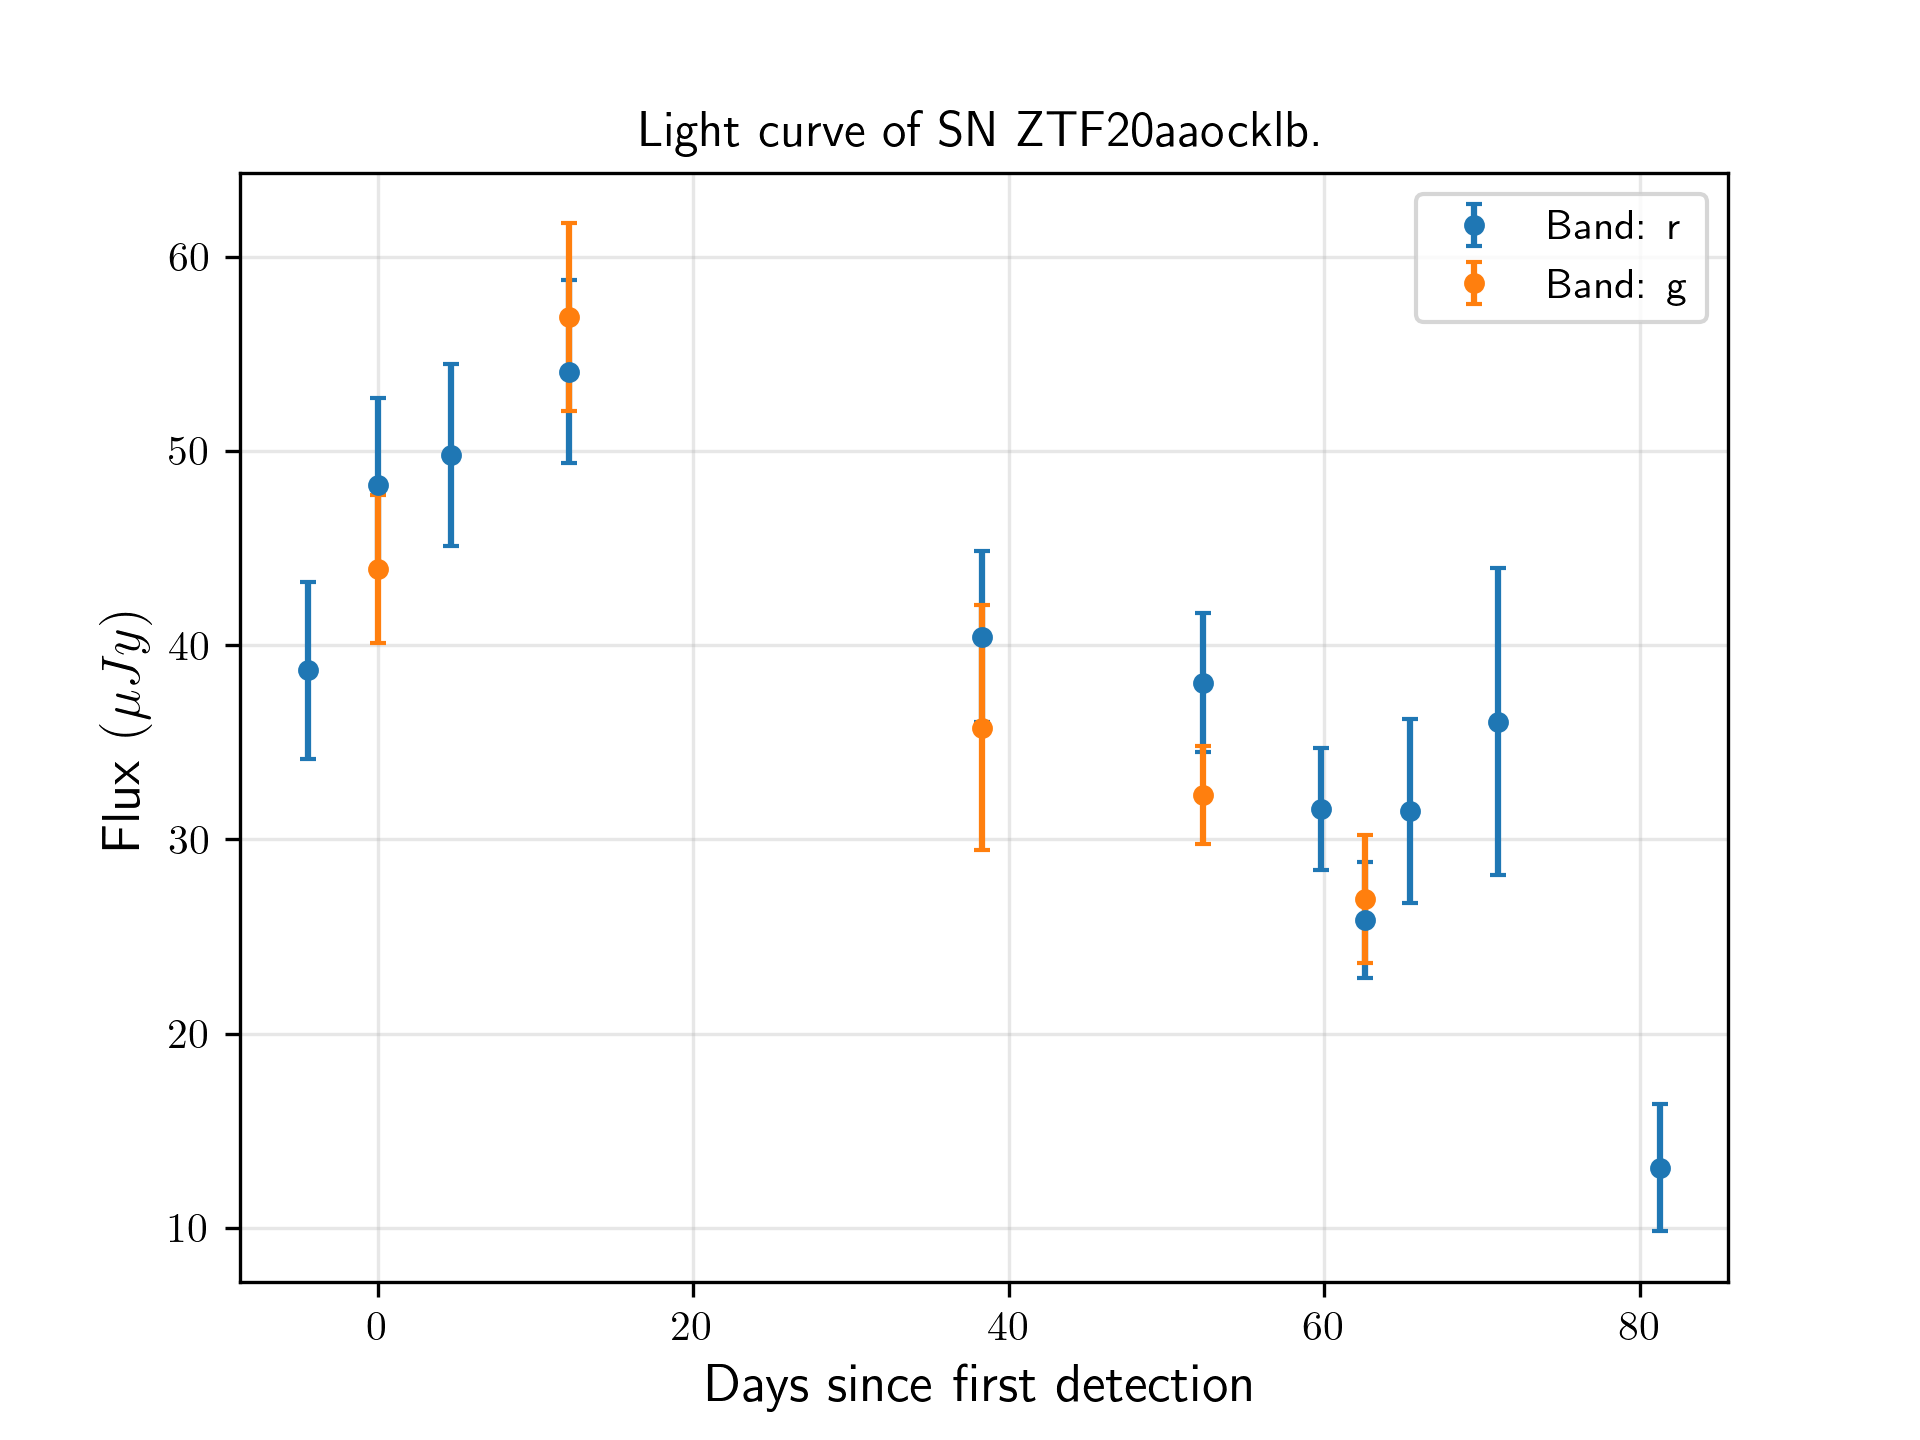 Light curve of SN ZTF20aaocklb.
Band: r
Band: g
60
50
40
30
20
10
Flux (μJy)
0 20 40 60 80
Days since first detection